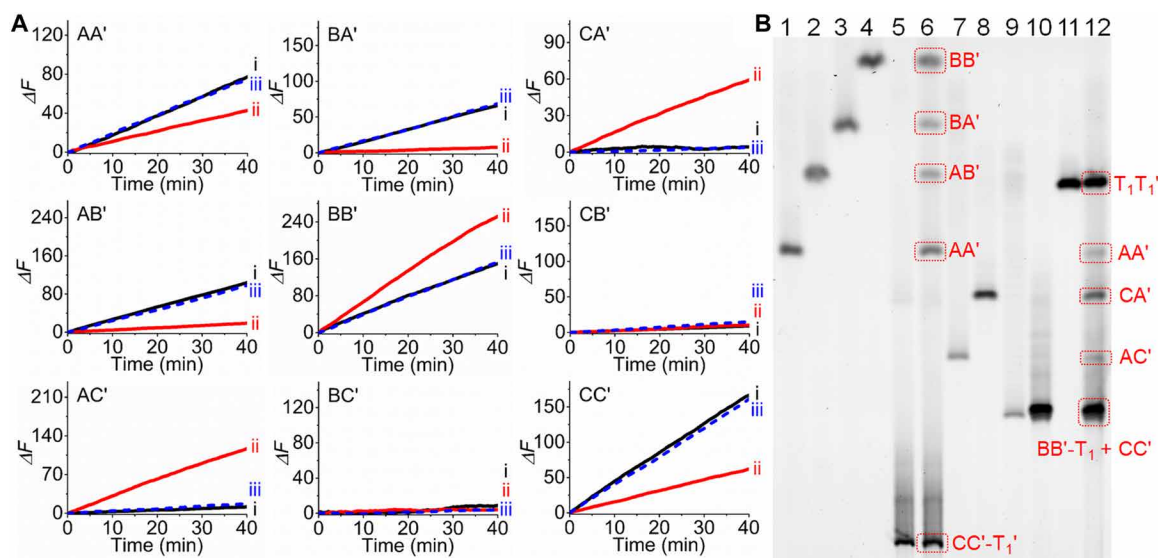 A
AA'
120
80
40
0
ΔF
i
iii
ii
0 10 20 30 40
Time (min)
BA'
150
100
50
0
ΔF
iii
i
ii
0 10 20 30 40
Time (min)
CA'
90
60
30
0
ΔF
ii
i
iii
0 10 20 30 40
Time (min)
AB'
240
160
80
0
ΔF
i
iii
ii
0 10 20 30 40
Time (min)
BB'
240
160
80
0
ΔF
ii
iii
i
0 10 20 30 40
Time (min)
CB'
120
80
40
0
ΔF
iii
ii
i
0 10 20 30 40
Time (min)
AC'
210
140
70
0
ΔF
ii
iii
i
0 10 20 30 40
Time (min)
BC'
120
80
40
0
ΔF
i
ii
iii
0 10 20 30 40
Time (min)
CC'
150
100
50
0
ΔF
i
iii
ii
0 10 20 30 40
Time (min)
B
1 2 3 4 5 6 7 8 9 10 11 12
BB'
BA'
AB'
T₁T₁'
AA'
AA'
CA'
AC'
BB'-T₁ + CC'
CC'-T₁'